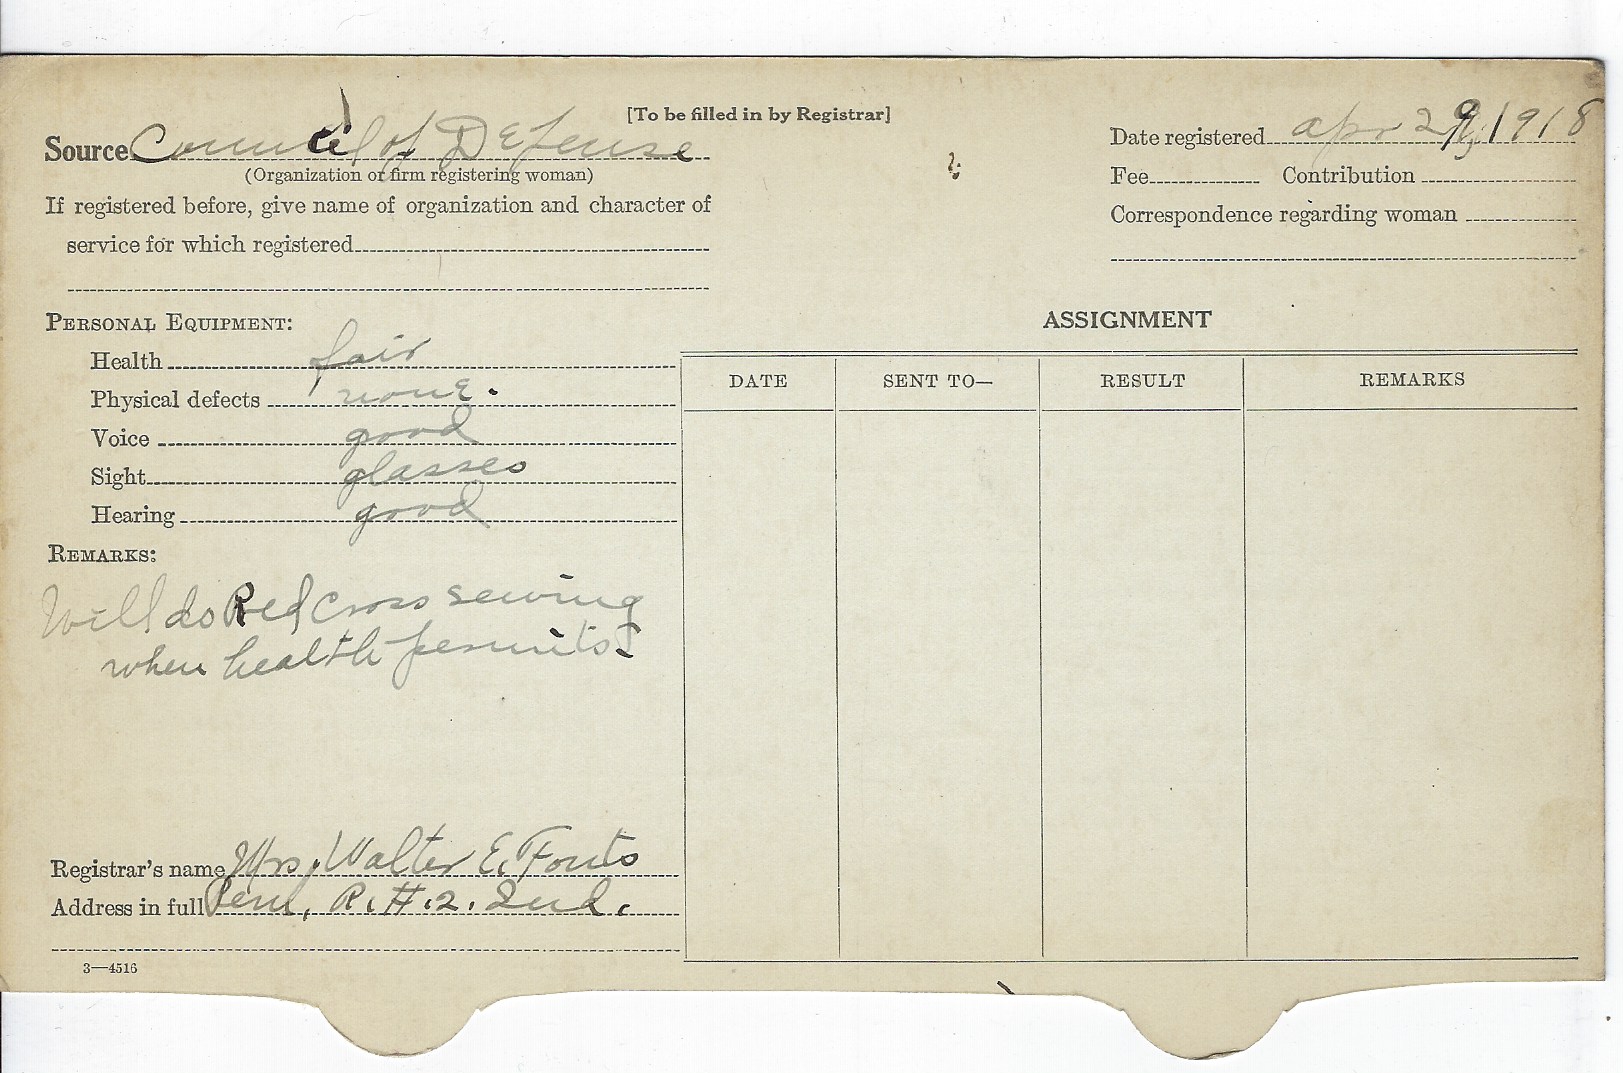 [To be filled in by Registrar]
Source Council of Defense
(Organization or firm registering woman)
If registered before, give name of organization and character of
service for which registered
Date registered Apr 29, 1918
Fee Contribution
Correspondence regarding woman
PERSONAL EQUIPMENT:
Health fair
Physical defects none.
Voice good
Sight glasses
Hearing good
REMARKS:
Will do Red Cross sewing
when health permits.
Registrar's name Mrs. Walter E. Fouts
Address in full Peru, R. #.2. Ind.
3—4516
ASSIGNMENT
DATE SENT TO— RESULT REMARKS